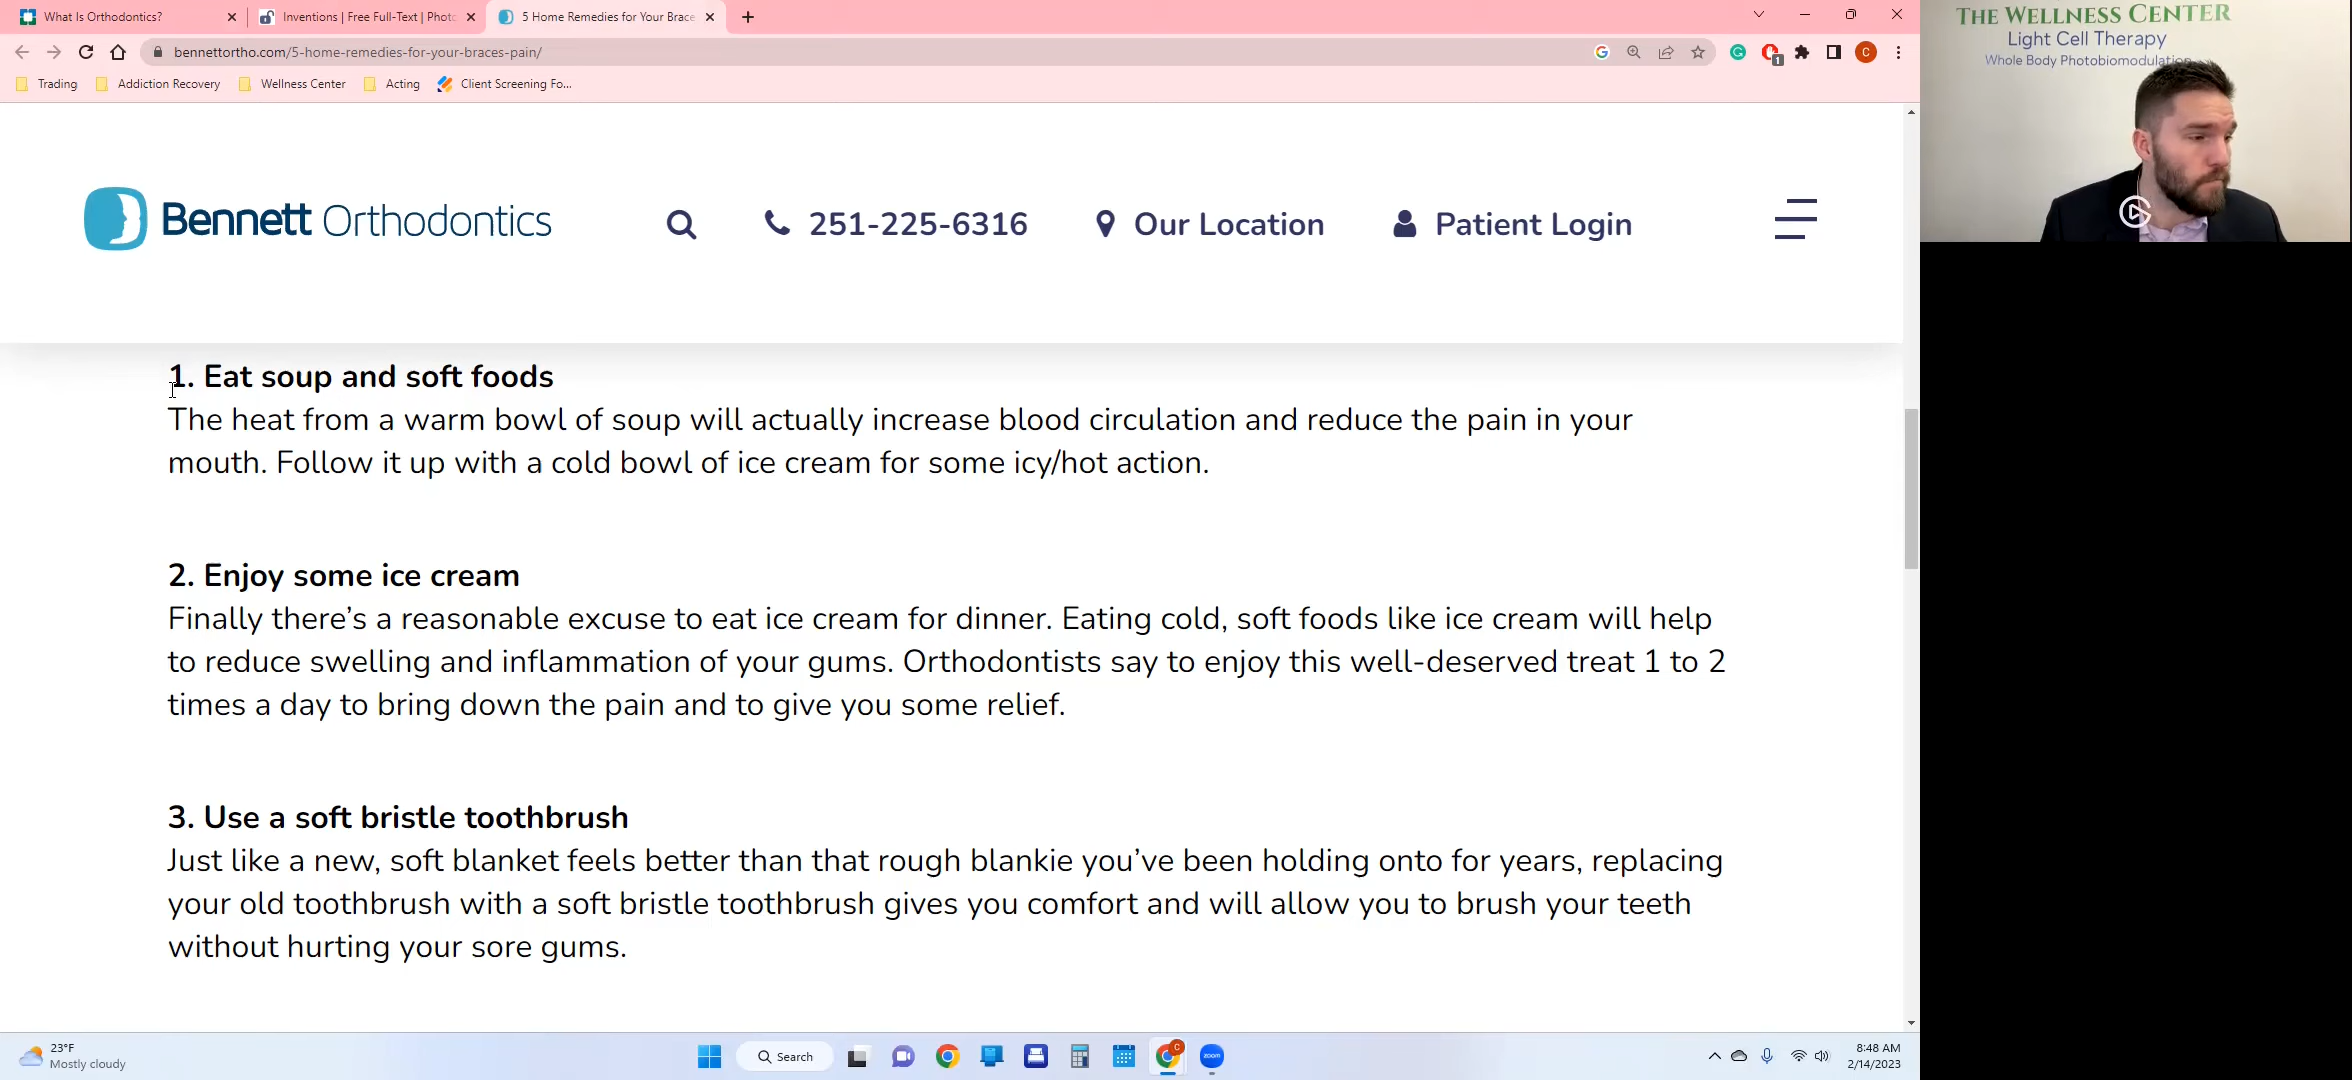 What Is Orthodontics?
Inventions | Free Full-Text | Photo
5 Home Remedies for Your Brace
bennettortho.com/5-home-remedies-for-your-braces-pain/
Trading
Addiction Recovery
Wellness Center
Acting
Client Screening Fo...
THE WELLNESS CENTER
Light Cell Therapy
Whole Body Photobiomodulation
Bennett Orthodontics
251-225-6316
Our Location
Patient Login
1. Eat soup and soft foods
The heat from a warm bowl of soup will actually increase blood circulation and reduce the pain in your
mouth. Follow it up with a cold bowl of ice cream for some icy/hot action.
2. Enjoy some ice cream
Finally there’s a reasonable excuse to eat ice cream for dinner. Eating cold, soft foods like ice cream will help
to reduce swelling and inflammation of your gums. Orthodontists say to enjoy this well-deserved treat 1 to 2
times a day to bring down the pain and to give you some relief.
3. Use a soft bristle toothbrush
Just like a new, soft blanket feels better than that rough blankie you’ve been holding onto for years, replacing
your old toothbrush with a soft bristle toothbrush gives you comfort and will allow you to brush your teeth
without hurting your sore gums.
23°F
Mostly cloudy
Search
zoom
8:48 AM
2/14/2023